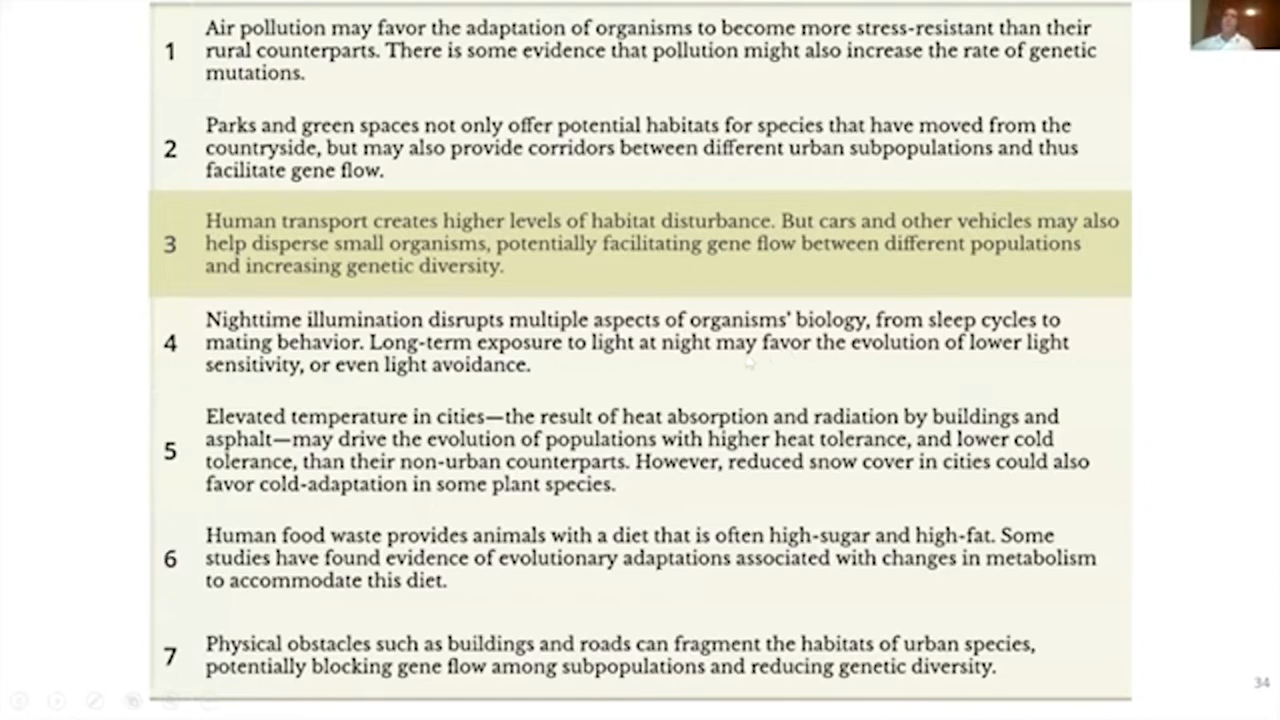 1
Air pollution may favor the adaptation of organisms to become more stress-resistant than their
rural counterparts. There is some evidence that pollution might also increase the rate of genetic
mutations.
2
Parks and green spaces not only offer potential habitats for species that have moved from the
countryside, but may also provide corridors between different urban subpopulations and thus
facilitate gene flow.
3
Human transport creates higher levels of habitat disturbance. But cars and other vehicles may also
help disperse small organisms, potentially facilitating gene flow between different populations
and increasing genetic diversity.
4
Nighttime illumination disrupts multiple aspects of organisms' biology, from sleep cycles to
mating behavior. Long-term exposure to light at night may favor the evolution of lower light
sensitivity, or even light avoidance.
5
Elevated temperature in cities—the result of heat absorption and radiation by buildings and
asphalt—may drive the evolution of populations with higher heat tolerance, and lower cold
tolerance, than their non-urban counterparts. However, reduced snow cover in cities could also
favor cold-adaptation in some plant species.
6
Human food waste provides animals with a diet that is often high-sugar and high-fat. Some
studies have found evidence of evolutionary adaptations associated with changes in metabolism
to accommodate this diet.
7
Physical obstacles such as buildings and roads can fragment the habitats of urban species,
potentially blocking gene flow among subpopulations and reducing genetic diversity.
34